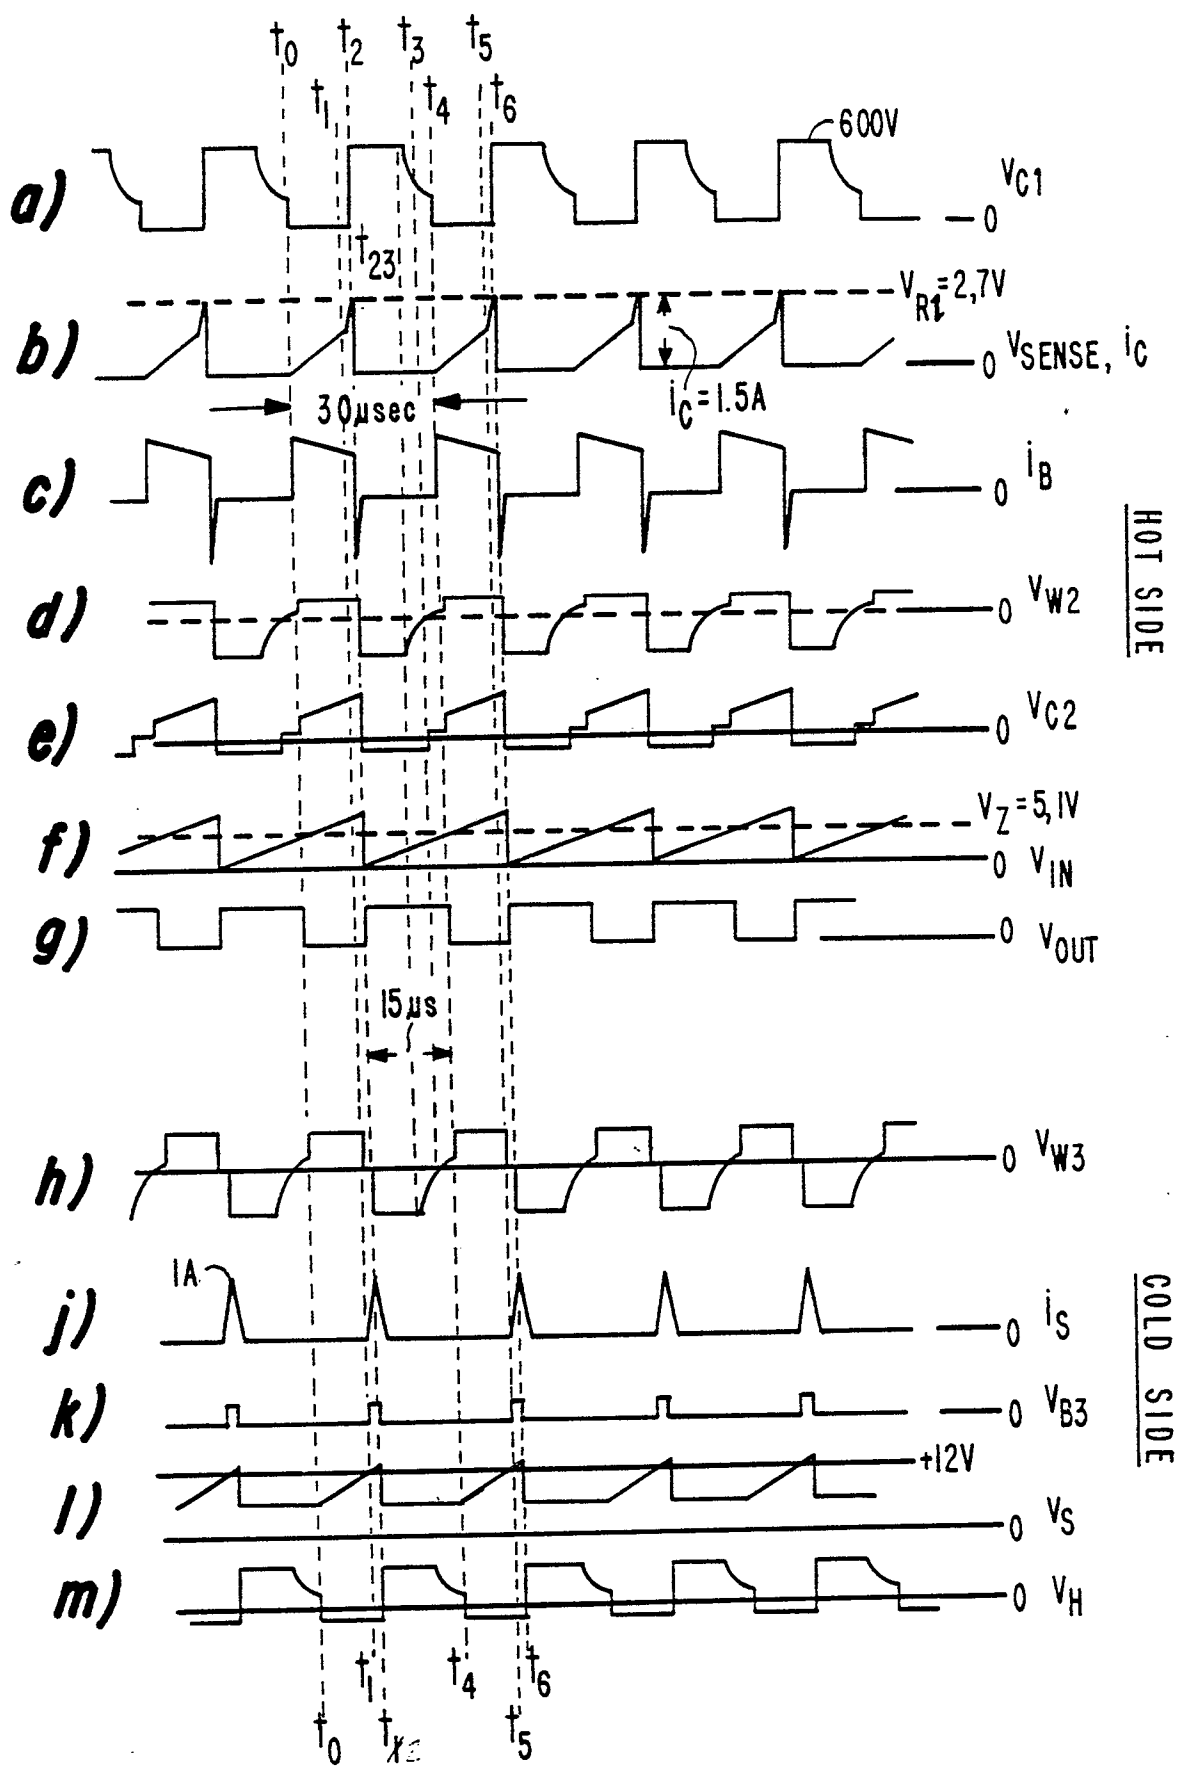 t0 t2 t3 t5
t1 t4 t6
600V
a) VC1
0
t23
VR1=2,7V
b) 0 VSENSE, iC
30µsec iC=1.5A
c) 0 iB
HOT SIDE
d) 0 VW2
e) 0 VC2
VZ=5,1V
f) 0 VIN
g) 0 VOUT
15µs
h) 0 VW3
1A
j) 0 iS
COLD SIDE
k) 0 VB3
+12V
l) 0 VS
m) 0 VH
t1 t4 t6
t0 t5